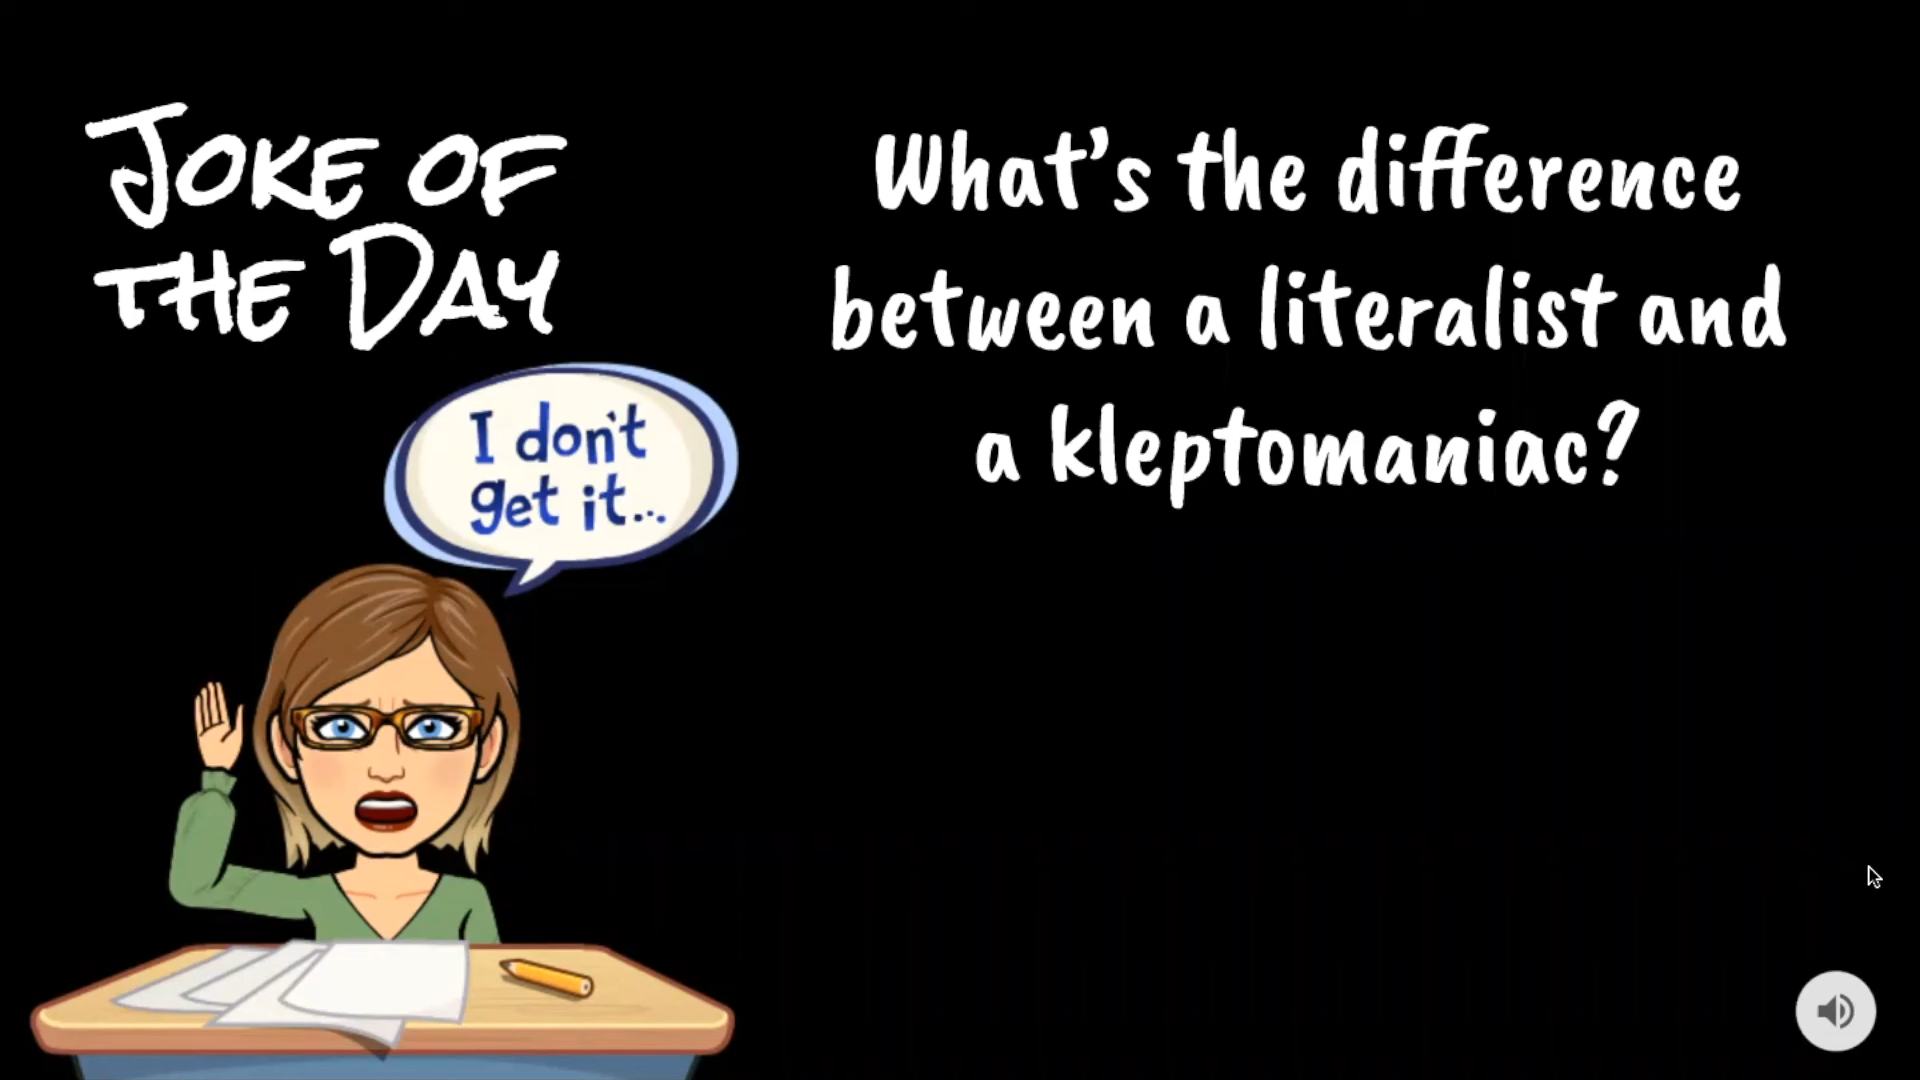 Joke of
the Day
I don't
get it...
What's the difference
between a literalist and
a kleptomaniac?